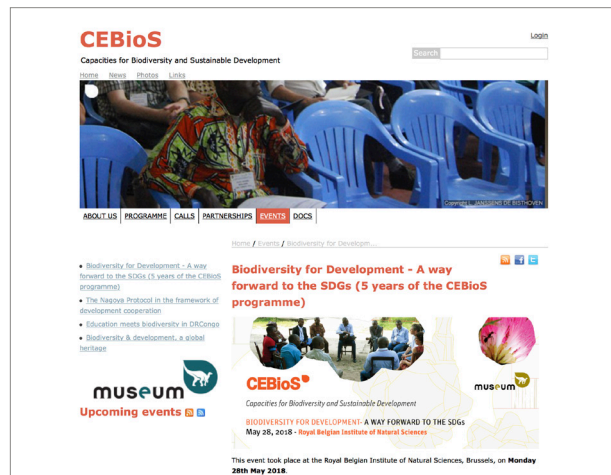 CEBioS
Login
Capacities for Biodiversity and Sustainable Development
Search
Home News Photos Links
Copyright L. JANSSENS DE BISTHOVEN
ABOUT US PROGRAMME CALLS PARTNERSHIPS EVENTS DOCS
Home / Events / Biodiversity for Developm...
Biodiversity for Development - A way
forward to the SDGs (5 years of the CEBioS
programme)
The Nagoya Protocol in the framework of
development cooperation
Education meets biodiversity in DRCongo
Biodiversity & development, a global
heritage
museum
Upcoming events
Biodiversity for Development - A way
forward to the SDGs (5 years of the CEBioS
programme)
CEBioS
museum
Capacities for Biodiversity and Sustainable Development
BIODIVERSITY FOR DEVELOPMENT- A WAY FORWARD TO THE SDGs
May 28, 2018 - Royal Belgian Institute of Natural Sciences
This event took place at the Royal Belgian Institute of Natural Sciences, Brussels, on Monday
28th May 2018.